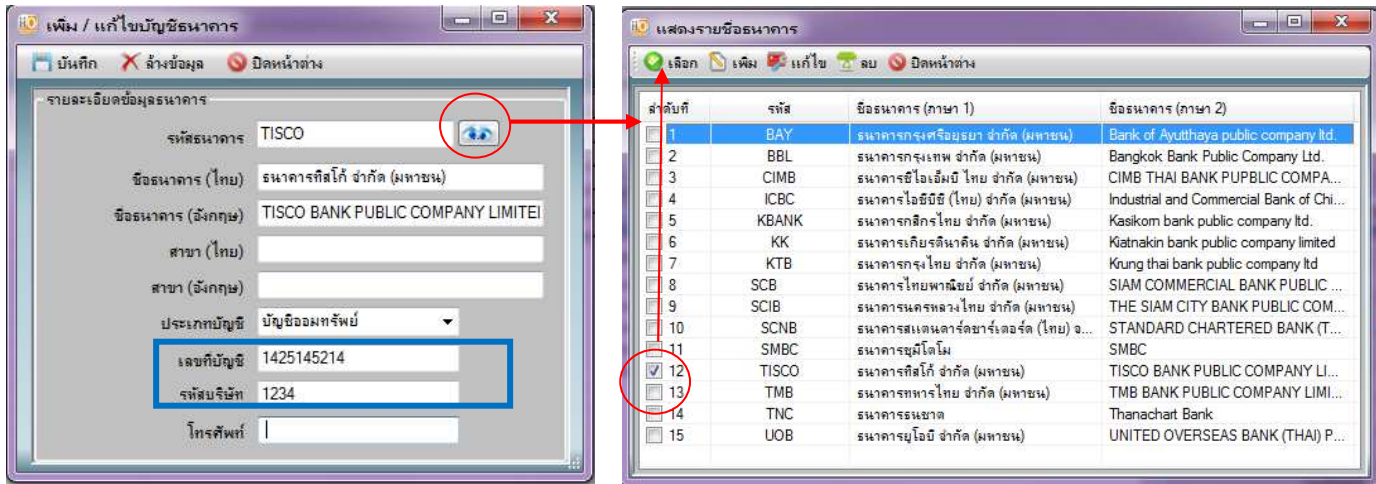 เพิ่ม / แก้ไขบัญชีธนาคาร
บันทึก ล้างข้อมูล ปิดหน้าต่าง
รายละเอียดข้อมูลธนาคาร
รหัสธนาคาร TISCO
ชื่อธนาคาร (ไทย) ธนาคารทิสโก้ จำกัด (มหาชน)
ชื่อธนาคาร (อังกฤษ) TISCO BANK PUBLIC COMPANY LIMITEI
สาขา (ไทย)
สาขา (อังกฤษ)
ประเภทบัญชี บัญชีออมทรัพย์
เลขที่บัญชี 1425145214
รหัสบริษัท 1234
โทรศัพท์
แสดงรายชื่อธนาคาร
เลือก เพิ่ม แก้ไข ลบ ปิดหน้าต่าง
ลำดับที่ รหัส ชื่อธนาคาร (ภาษา 1) ชื่อธนาคาร (ภาษา 2)
1 BAY ธนาคารกรุงศรีอยุธยา จำกัด (มหาชน) Bank of Ayutthaya public company ltd.
2 BBL ธนาคารกรุงเทพ จำกัด (มหาชน) Bangkok Bank Public Company Ltd.
3 CIMB ธนาคารซีไอเอ็มบี ไทย จำกัด (มหาชน) CIMB THAI BANK PUPBLIC COMPA...
4 ICBC ธนาคารไอซีบีซี (ไทย) จำกัด (มหาชน) Industrial and Commercial Bank of Chi...
5 KBANK ธนาคารกสิกรไทย จำกัด (มหาชน) Kasikorn bank public company ltd.
6 KK ธนาคารเกียรตินาคิน จำกัด (มหาชน) Kiatnakin bank public company limited
7 KTB ธนาคารกรุงไทย จำกัด (มหาชน) Krung thai bank public company ltd
8 SCB ธนาคารไทยพาณิชย์ จำกัด (มหาชน) SIAM COMMERCIAL BANK PUBLIC ...
9 SCIB ธนาคารนครหลวงไทย จำกัด (มหาชน) THE SIAM CITY BANK PUBLIC COM...
10 SCNB ธนาคารสแตนดาร์ดชาร์เตอร์ด (ไทย) จ... STANDARD CHARTERED BANK (T...
11 SMBC ธนาคารซูมิโตโม SMBC
12 TISCO ธนาคารทิสโก้ จำกัด (มหาชน) TISCO BANK PUBLIC COMPANY LI...
13 TMB ธนาคารทหารไทย จำกัด (มหาชน) TMB BANK PUBLIC COMPANY LIMI...
14 TNC ธนาคารธนชาต Thanachart Bank
15 UOB ธนาคารยูโอบี จำกัด (มหาชน) UNITED OVERSEAS BANK (THAI) P...